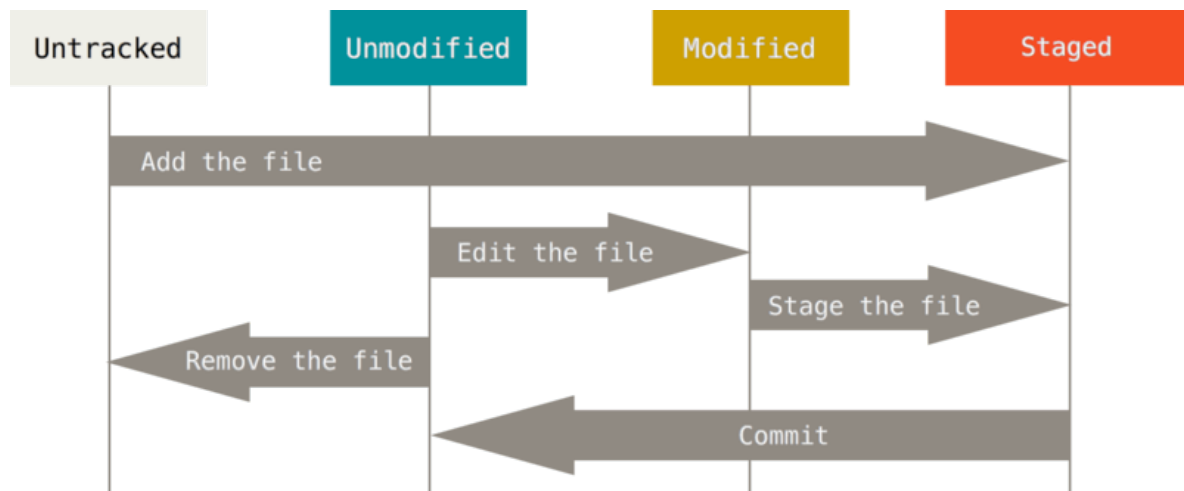 Untracked
Unmodified
Modified
Staged
Add the file
Edit the file
Stage the file
Remove the file
Commit